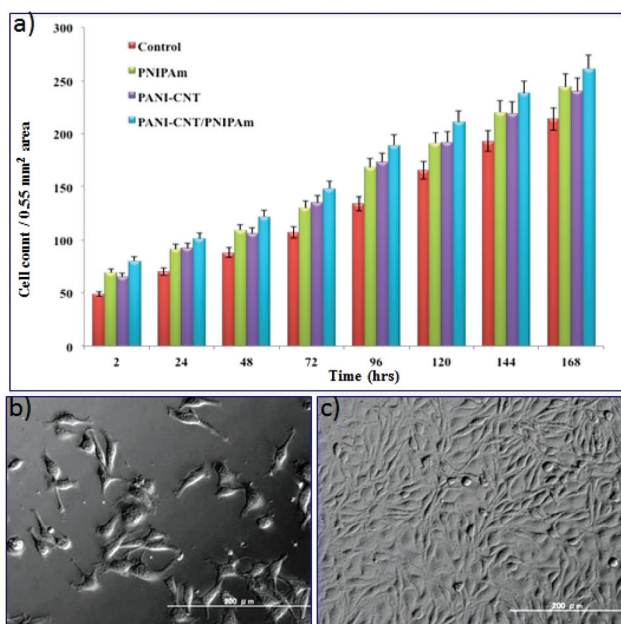 a)
Control
PNIPAm
PANI-CNT
PANI-CNT/PNIPAm
Cell count / 0.55 mm² area
300
250
200
150
100
50
0
2 24 48 72 96 120 144 168
Time (hrs)
b)
200 μm
c)
200 μm